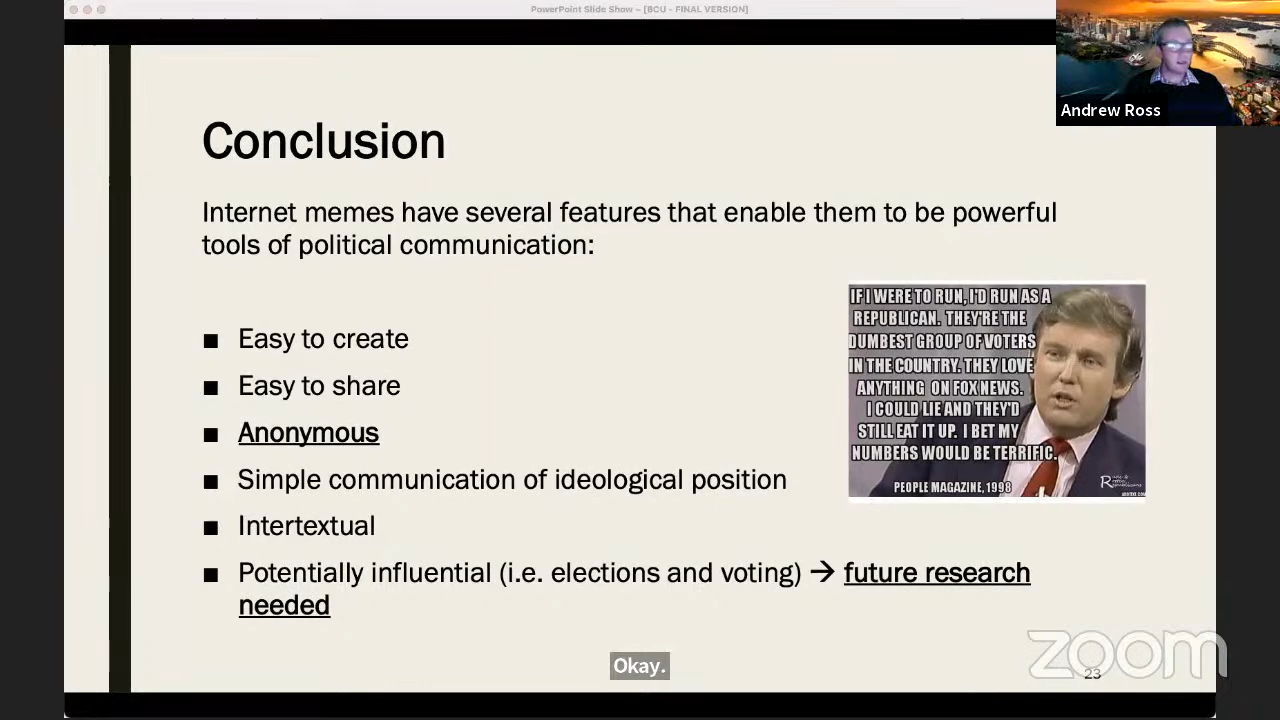 PowerPoint Slide Show – [BCU - FINAL VERSION]
Andrew Ross
Conclusion
Internet memes have several features that enable them to be powerful
tools of political communication:
■ Easy to create
■ Easy to share
■ Anonymous
■ Simple communication of ideological position
■ Intertextual
■ Potentially influential (i.e. elections and voting) → future research
needed
IF I WERE TO RUN, I'D RUN AS A
REPUBLICAN. THEY'RE THE
DUMBEST GROUP OF VOTERS
IN THE COUNTRY. THEY LOVE
ANYTHING ON FOX NEWS.
I COULD LIE AND THEY'D
STILL EAT IT UP. I BET MY
NUMBERS WOULD BE TERRIFIC.
PEOPLE MAGAZINE, 1998
Okay.
zoom
23